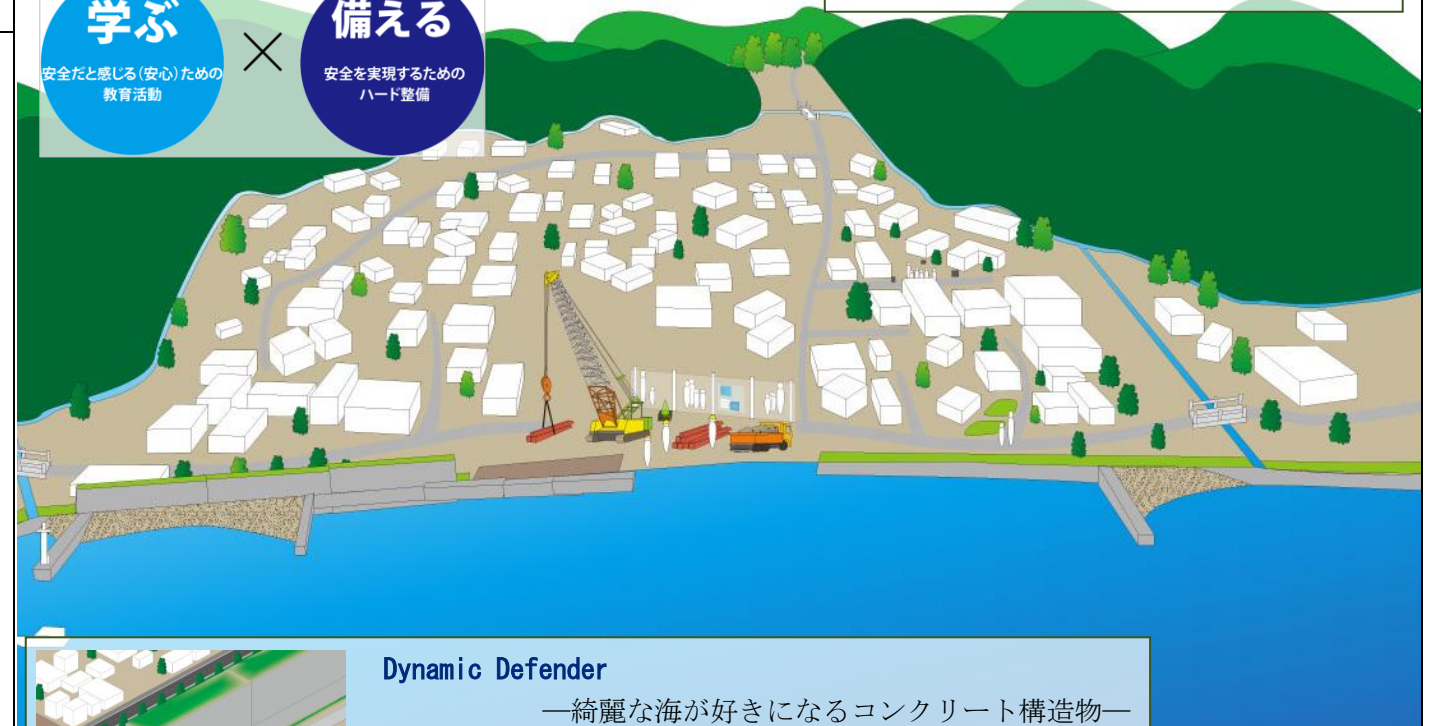 学ぶ
安全だと感じる(安心)ための
教育活動
×
備える
安全を実現するための
ハード整備
Dynamic Defender
―綺麗な海が好きになるコンクリート構造物―